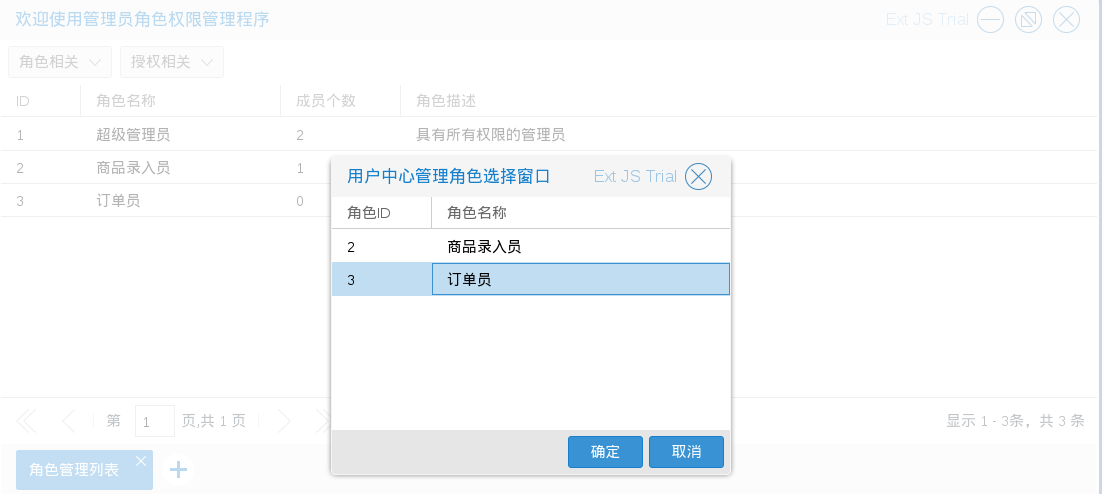 欢迎使用管理员角色权限管理程序 Ext JS Trial
角色相关 授权相关
ID 角色名称 成员个数 角色描述
1 超级管理员 2 具有所有权限的管理员
2 商品录入员 1
3 订单员 0
用户中心管理角色选择窗口 Ext JS Trial
角色ID 角色名称
2 商品录入员
3 订单员
确定 取消
第 1 页,共 1 页 显示 1 - 3条，共 3 条
角色管理列表